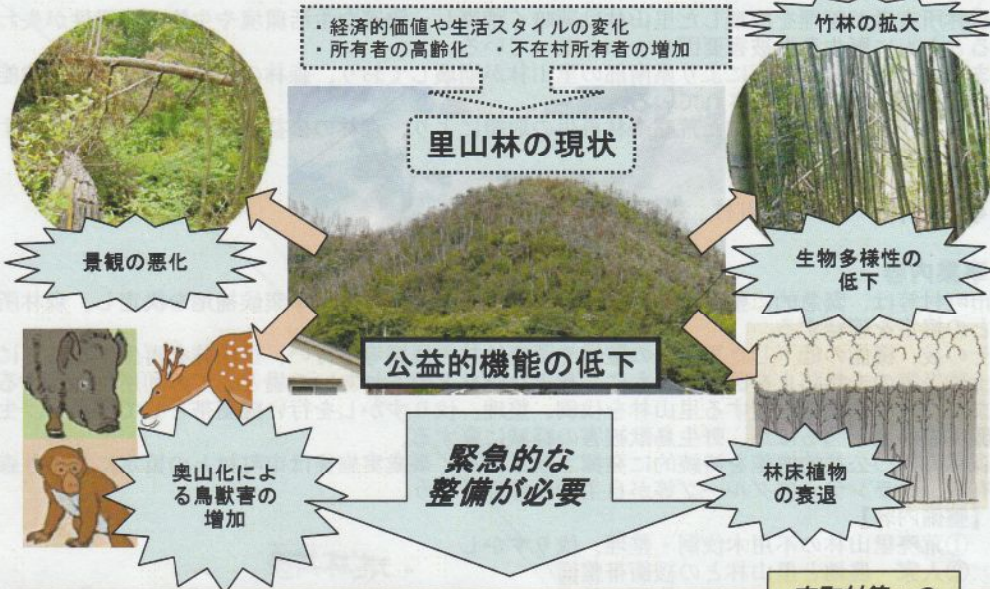 ・経済的価値や生活スタイルの変化
・所有者の高齢化　・不在村所有者の増加
竹林の拡大
里山林の現状
景観の悪化
生物多様性の
低下
公益的機能の低下
奥山化によ
る鳥獣害の
増加
緊急的な
整備が必要
林床植物
の衰退